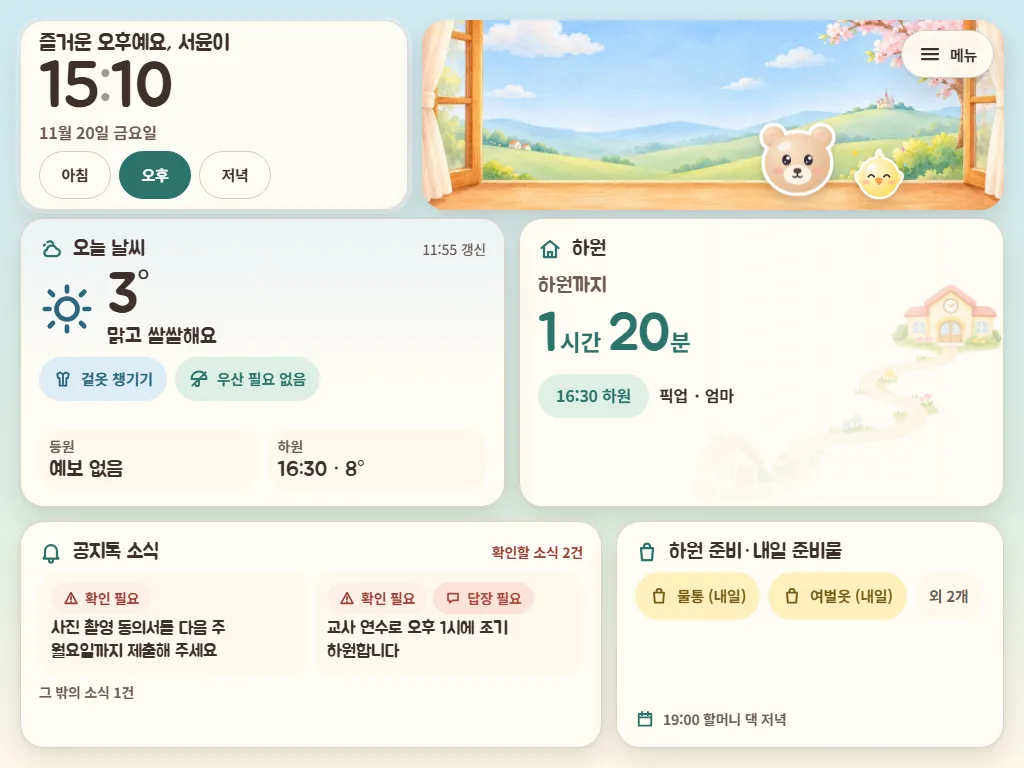 즐거운 오후예요, 서윤이
15:10
11월 20일 금요일
아침
오후
저녁
메뉴
오늘 날씨
11:55 갱신
3°
맑고 쌀쌀해요
겉옷 챙기기
우산 필요 없음
등원
예보 없음
하원
16:30 · 8°
하원
하원까지
1시간 20분
16:30 하원
픽업 · 엄마
공지톡 소식
확인할 소식 2건
확인 필요
사진 촬영 동의서를 다음 주
월요일까지 제출해 주세요
확인 필요
답장 필요
교사 연수로 오후 1시에 조기
하원합니다
그 밖의 소식 1건
하원 준비·내일 준비물
물통 (내일)
여벌옷 (내일)
외 2개
19:00 할머니 댁 저녁